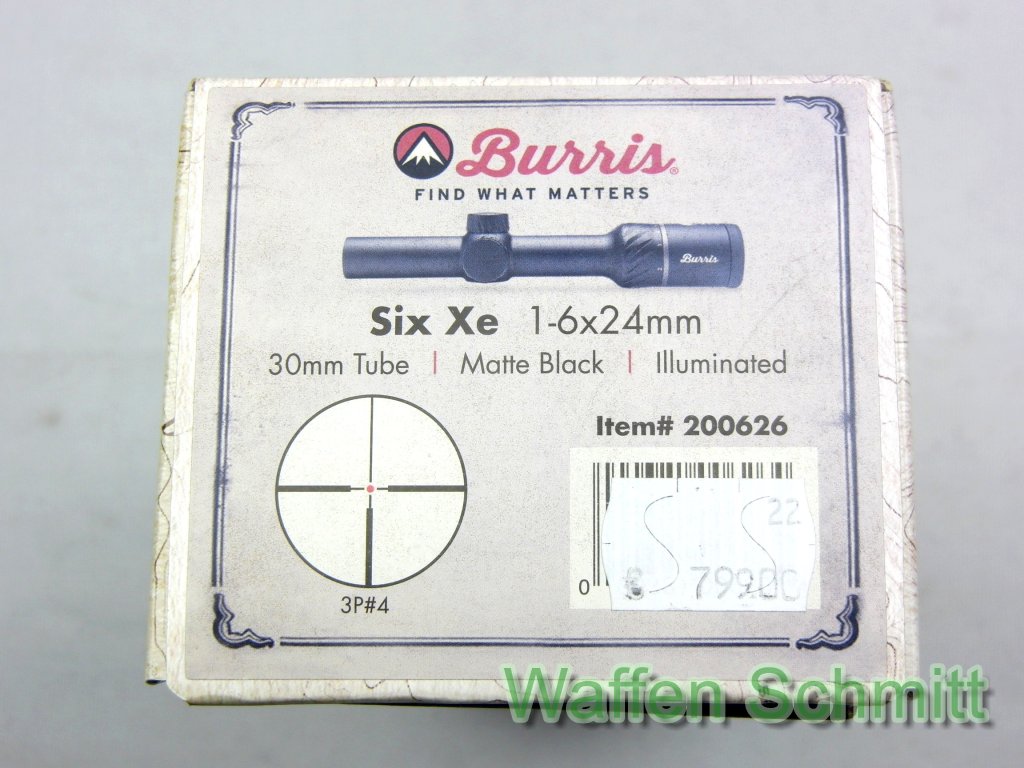 Burris®
FIND WHAT MATTERS
Burris
Six Xe 1-6x24mm
30mm Tube | Matte Black | Illuminated
Item# 200626
22
799.00
0
3P#4
Waffen Schmitt